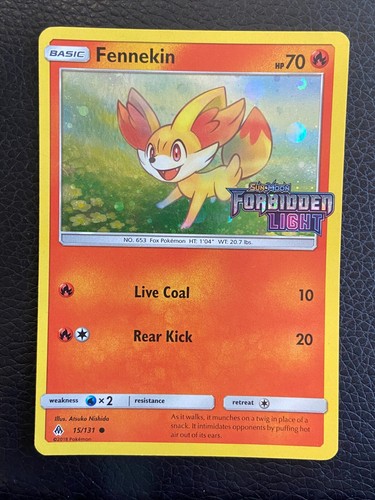 BASIC Fennekin HP 70
SUN & MOON
FORBIDDEN
LIGHT
NO. 653 Fox Pokémon HT: 1'04" WT: 20.7 lbs.
Live Coal 10
Rear Kick 20
weakness ×2 resistance retreat
Illus. Atsuko Nishida
15/131
©2018 Pokémon
As it walks, it munches on a twig in place of a
snack. It intimidates opponents by puffing hot
air out of its ears.